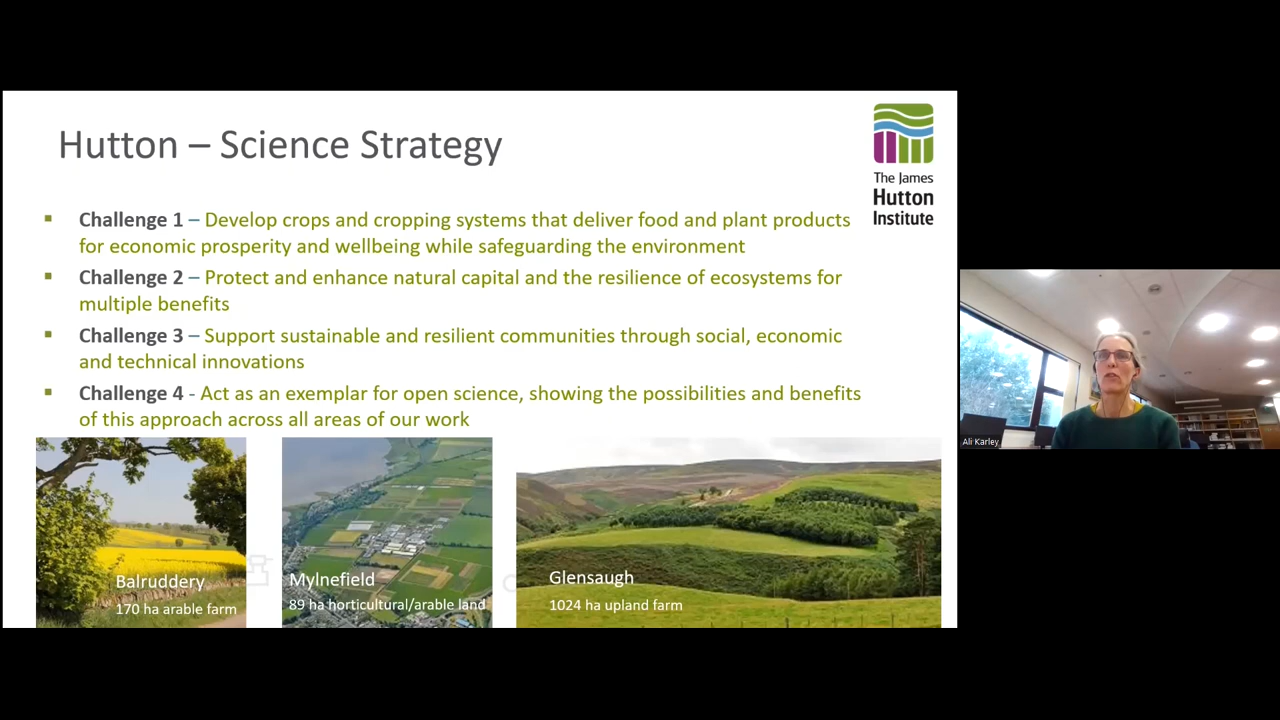 Hutton – Science Strategy
The James
Hutton
Institute
▪ Challenge 1 – Develop crops and cropping systems that deliver food and plant products
for economic prosperity and wellbeing while safeguarding the environment
▪ Challenge 2 – Protect and enhance natural capital and the resilience of ecosystems for
multiple benefits
▪ Challenge 3 – Support sustainable and resilient communities through social, economic
and technical innovations
▪ Challenge 4 - Act as an exemplar for open science, showing the possibilities and benefits
of this approach across all areas of our work
Balruddery
170 ha arable farm
Mylnefield
89 ha horticultural/arable land
Glensaugh
1024 ha upland farm
Ali Karley